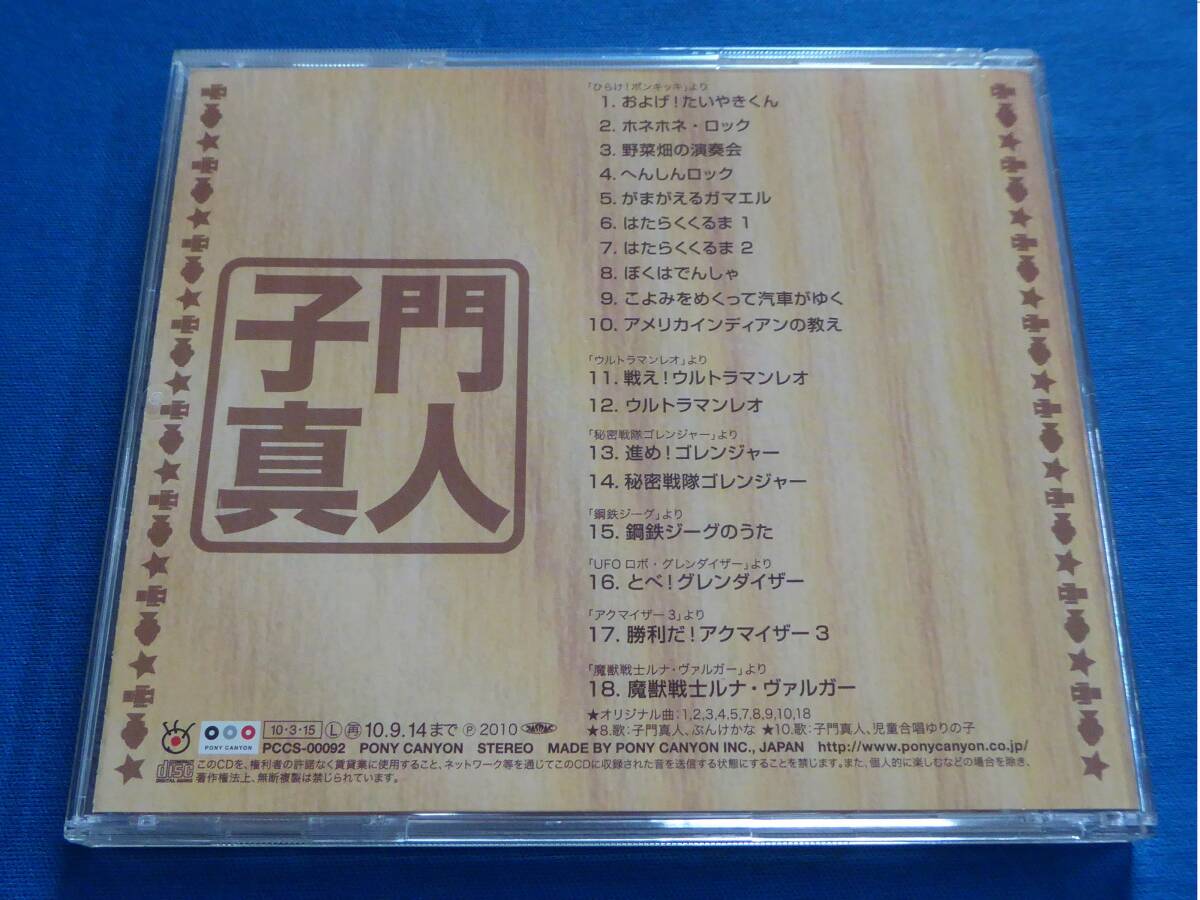 子門
真人
「ひらけ!ポンキッキ」より
1. およげ!たいやきくん
2. ホネホネ・ロック
3. 野菜畑の演奏会
4. へんしんロック
5. がまがえるガマエル
6. はたらくくるま 1
7. はたらくくるま 2
8. ぼくはでんしゃ
9. こよみをめくって汽車がゆく
10. アメリカインディアンの教え
「ウルトラマンレオ」より
11. 戦え!ウルトラマンレオ
12. ウルトラマンレオ
「秘密戦隊ゴレンジャー」より
13. 進め!ゴレンジャー
14. 秘密戦隊ゴレンジャー
「鋼鉄ジーグ」より
15. 鋼鉄ジーグのうた
「UFOロボ・グレンダイザー」より
16. とべ!グレンダイザー
「アクマイザー3」より
17. 勝利だ!アクマイザー3
「魔獣戦士ルナ・ヴァルガー」より
18. 魔獣戦士ルナ・ヴァルガー
★オリジナル曲:1,2,3,4,5,7,8,9,10,18
★8.歌:子門真人、ぶんけかな ★10.歌:子門真人、児童合唱ゆりの子
PONY CANYON
10・3・15 Ⓛ 再 10.9.14まで ℗ 2010
PCCS-00092 PONY CANYON STEREO MADE BY PONY CANYON INC., JAPAN http://www.ponycanyon.co.jp/
disc
このCDを、権利者の許諾なく賃貸業に使用すること、ネットワーク等を通じてこのCDに収録された音を送信する状態にすることを禁じます。また、個人的に楽しむなどの場合を除き、
著作権法上、無断複製は禁じられています。